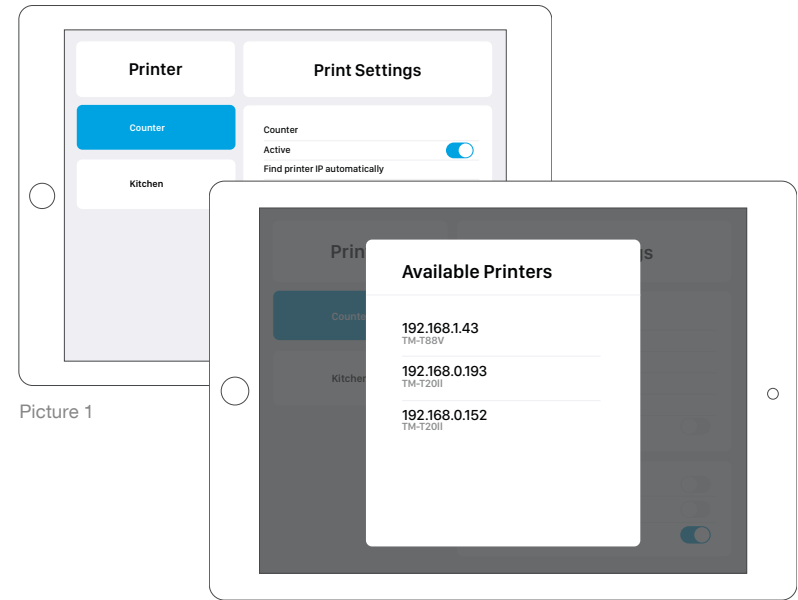 Printer
Print Settings
Counter
Counter
Active
Find printer IP automatically
Kitchen
Picture 1
Available Printers
192.168.1.43
TM-T88V
192.168.0.193
TM-T20II
192.168.0.152
TM-T20II